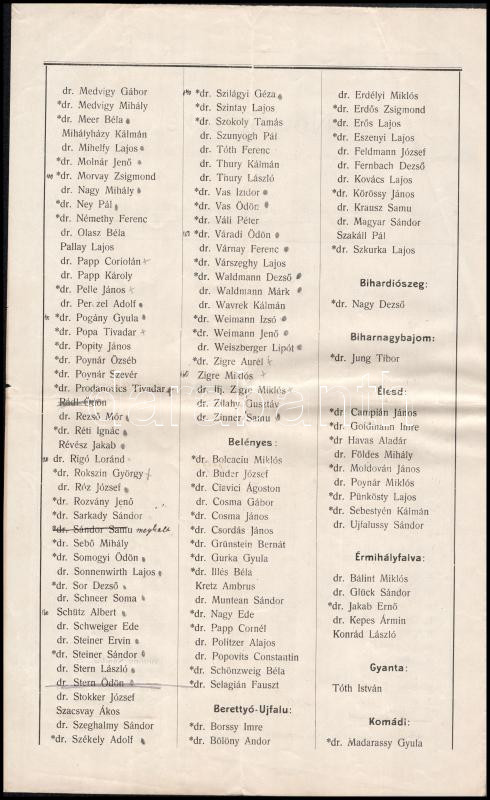 dr. Medvigy Gábor
*dr. Medvigy Mihály
*dr. Meer Béla
Mihályházy Kálmán
dr. Mihelfy Lajos
*dr. Molnár Jenő
*dr. Morvay Zsigmond
dr. Nagy Mihály
*dr. Ney Pál
*dr. Némethy Ferenc
dr. Olasz Béla
Pallay Lajos
dr. Papp Coriolán
dr. Papp Károly
*dr. Pelle János
dr. Penzel Adolf
*dr. Pogány Gyula
*dr. Popa Tivadar
*dr. Popity János
*dr. Poynár Özséb
*dr. Poynár Szevér
*dr. Prodanovics Tivadar
Rádl Ödön
dr. Rezső Mór
*dr. Réti Ignác
Révész Jakab
dr. Rigó Loránd
*dr. Rokszin György
dr. Róz József
*dr. Rozvány Jenő
*dr. Sarkady Sándor
*dr. Sándor Samu meghalt
*dr. Sebő Mihály
*dr. Somogyi Ödön
dr. Sonnenwirth Lajos
*dr. Sor Dezső
dr. Schneer Soma
Schütz Albert
dr. Schweiger Ede
dr. Steiner Ervin
*dr. Steiner Sándor
dr. Stern László
dr. Stern Ödön
dr. Stokker József
Szacsvay Ákos
dr. Szeghalmy Sándor
*dr. Székely Adolf
*dr. Szilágyi Géza
*dr. Szintay Lajos
*dr. Szokoly Tamás
dr. Szunyogh Pál
dr. Tóth Ferenc
dr. Thury Kálmán
dr. Thury László
*dr. Vas Izidor
*dr. Vas Ödön
*dr. Váli Péter
*dr. Váradi Ödön
dr. Várnay Ferenc
dr. Várszeghy Lajos
*dr. Waldmann Dezső
dr. Waldmann Márk
dr. Wavrek Kálmán
*dr. Weimann Izsó
*dr. Weimann Jenő
dr. Weiszberger Lipót
*dr. Zigre Aurél
Zigre Miklós
dr. Ifj. Zigre Miklós
dr. Zilahy Gusztáv
dr. Zinner Samu
Belényes:
*dr. Bolcaciu Miklós
dr. Buder József
*dr. Ciavici Ágoston
dr. Cosma Gábor
*dr. Cosma János
*dr. Csordás János
*dr. Grünstein Bernát
*dr. Gurka Gyula
*dr. Illés Béla
Kretz Ambrus
dr. Muntean Sándor
*dr. Nagy Ede
*dr. Papp Cornél
dr. Politzer Alajos
dr. Popovits Constantin
*dr. Schönzweig Béla
*dr. Selagián Fauszt
Berettyó-Ujfalu:
*dr. Borssy Imre
*dr. Bölöny Andor
dr. Erdélyi Miklós
*dr. Erdős Zsigmond
*dr. Erős Lajos
*dr. Eszenyi Lajos
dr. Feldmann József
dr. Fernbach Dezső
dr. Kovács Lajos
*dr. Körössy János
dr. Krausz Samu
dr. Magyar Sándor
Szakáll Pál
*dr. Szkurka Lajos
Bihardiószeg:
*dr. Nagy Dezső
Biharnagybajom:
*dr. Jung Tibor
Élesd:
*dr. Campián János
*dr. Goldmann Imre
*dr Havas Aladár
dr. Földes Mihály
*dr. Moldován János
dr. Poynár Miklós
*dr. Pünkösty Lajos
*dr. Sebestyén Kálmán
dr. Ujfalussy Sándor
Érmihályfalva:
dr. Bálint Miklós
dr. Glück Sándor
*dr. Jakab Ernő
dr. Kepes Ármin
Konrád László
Gyanta:
Tóth István
Komádi:
*dr. Madarassy Gyula